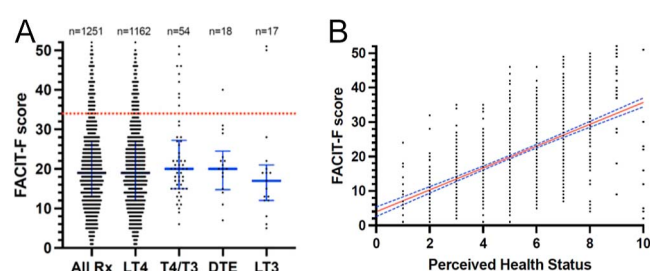 A
n=1251 n=1162 n=54 n=18 n=17
FACIT-F score
50
40
30
20
10
0
All Rx LT4 T4/T3 DTE LT3
B
FACIT-F score
50
40
30
20
10
0
0 2 4 6 8 10
Perceived Health Status